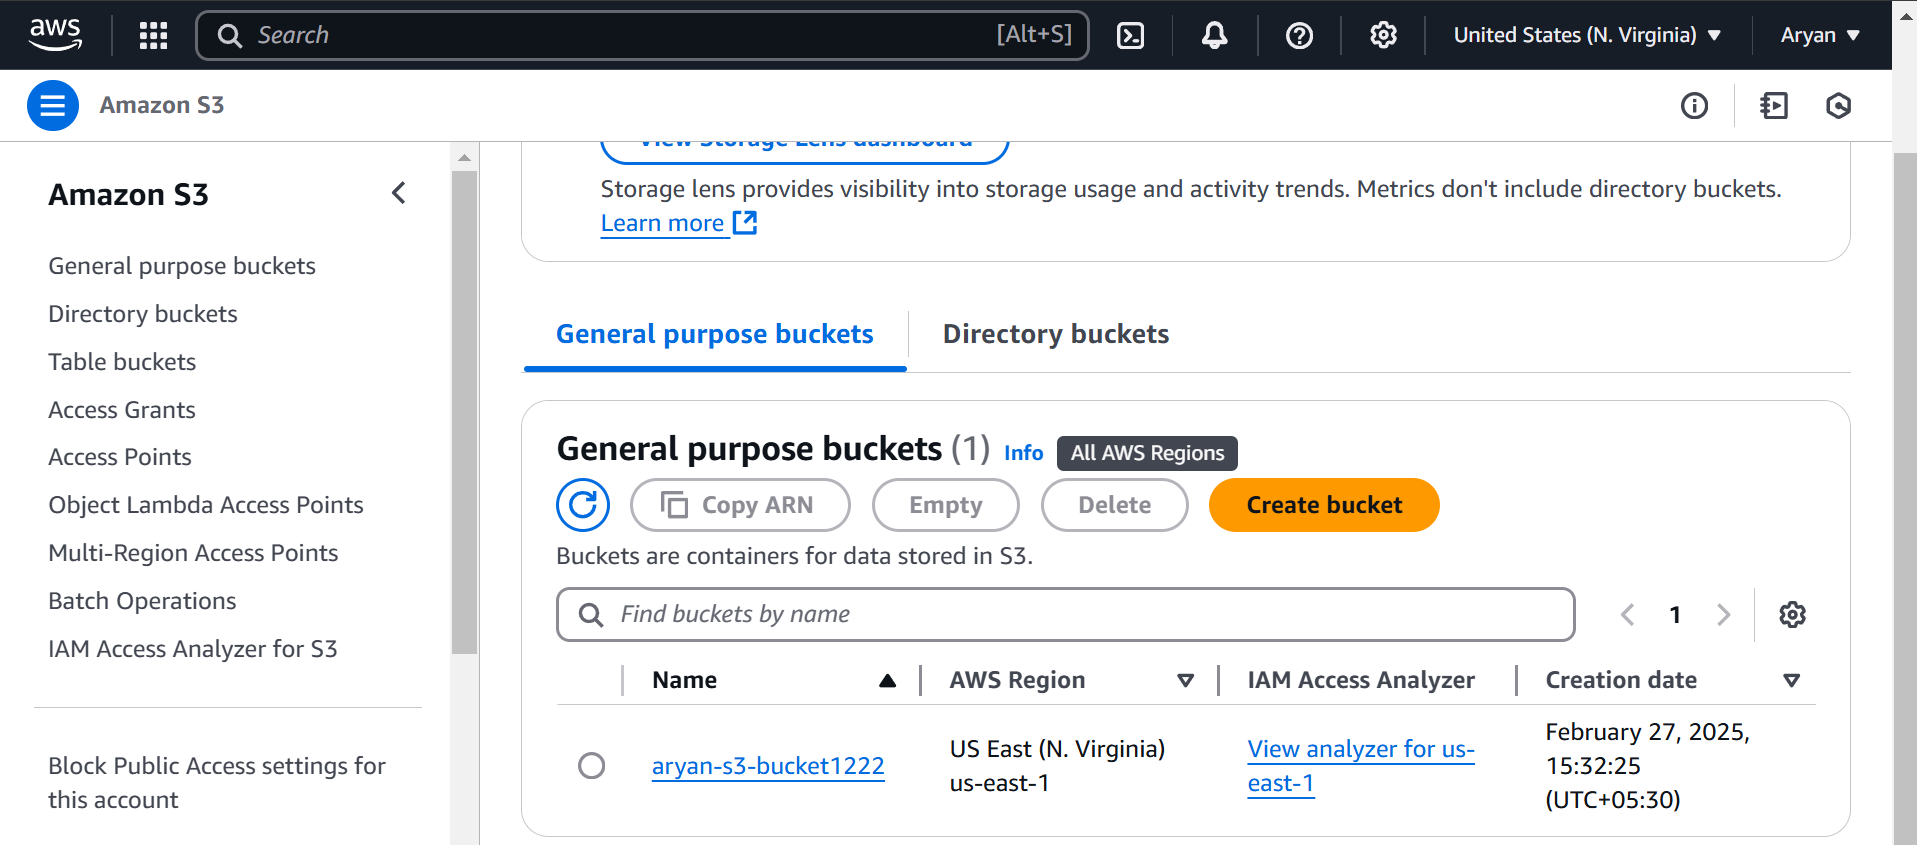 aws
Search [Alt+S]
United States (N. Virginia)
Aryan
Amazon S3
Amazon S3
General purpose buckets
Directory buckets
Table buckets
Access Grants
Access Points
Object Lambda Access Points
Multi-Region Access Points
Batch Operations
IAM Access Analyzer for S3
Block Public Access settings for
this account
View Storage Lens dashboard
Storage lens provides visibility into storage usage and activity trends. Metrics don't include directory buckets.
Learn more
General purpose buckets
Directory buckets
General purpose buckets (1) Info All AWS Regions
Copy ARN
Empty
Delete
Create bucket
Buckets are containers for data stored in S3.
Find buckets by name
1
Name
AWS Region
IAM Access Analyzer
Creation date
aryan-s3-bucket1222
US East (N. Virginia)
us-east-1
View analyzer for us-
east-1
February 27, 2025,
15:32:25
(UTC+05:30)